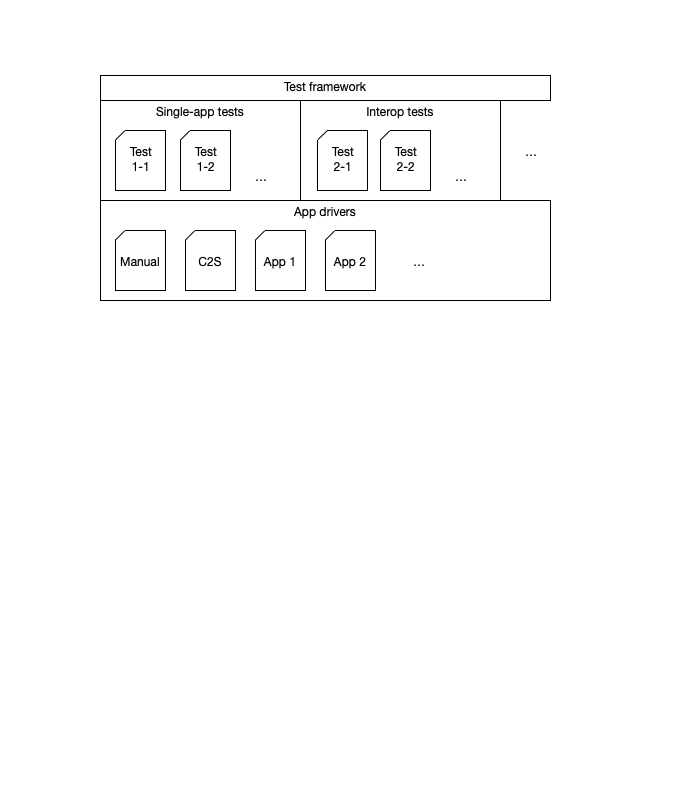 Test framework
Single-app tests
Interop tests
Test
1-1
Test
1-2
...
Test
2-1
Test
2-2
...
...
App drivers
Manual
C2S
App 1
App 2
...